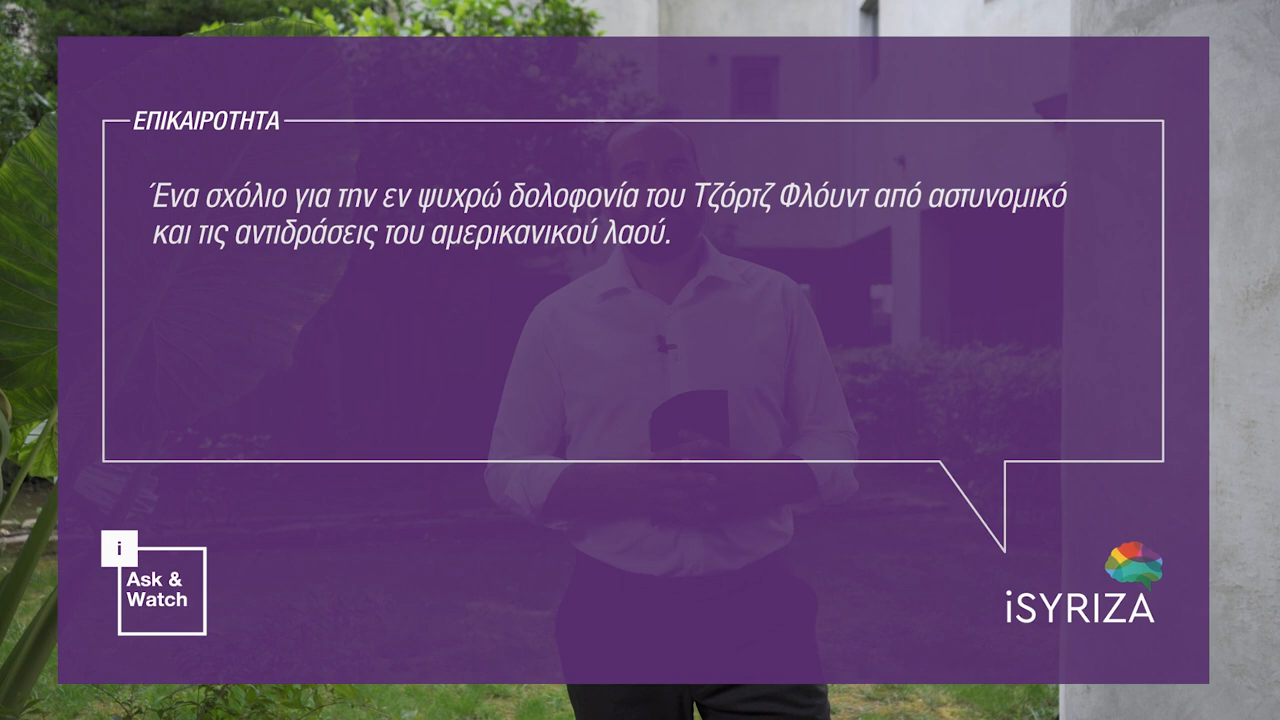 ΕΠΙΚΑΙΡΟΤΗΤΑ
Ένα σχόλιο για την εν ψυχρώ δολοφονία του Τζόρτζ Φλόυντ από αστυνομικό
και τις αντιδράσεις του αμερικανικού λαού.
i
Ask &
Watch
iSYRIZA